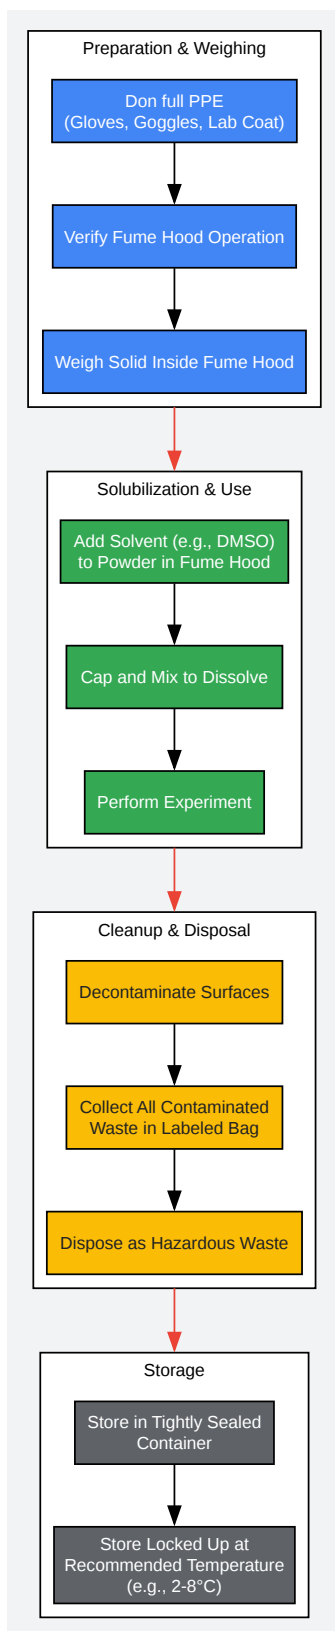 Preparation & Weighing
Don full PPE
(Gloves, Goggles, Lab Coat)
Verify Fume Hood Operation
Weigh Solid Inside Fume Hood
Solubilization & Use
Add Solvent (e.g., DMSO)
to Powder in Fume Hood
Cap and Mix to Dissolve
Perform Experiment
Cleanup & Disposal
Decontaminate Surfaces
Collect All Contaminated
Waste in Labeled Bag
Dispose as Hazardous Waste
Storage
Store in Tightly Sealed
Container
Store Locked Up at
Recommended Temperature
(e.g., 2-8°C)